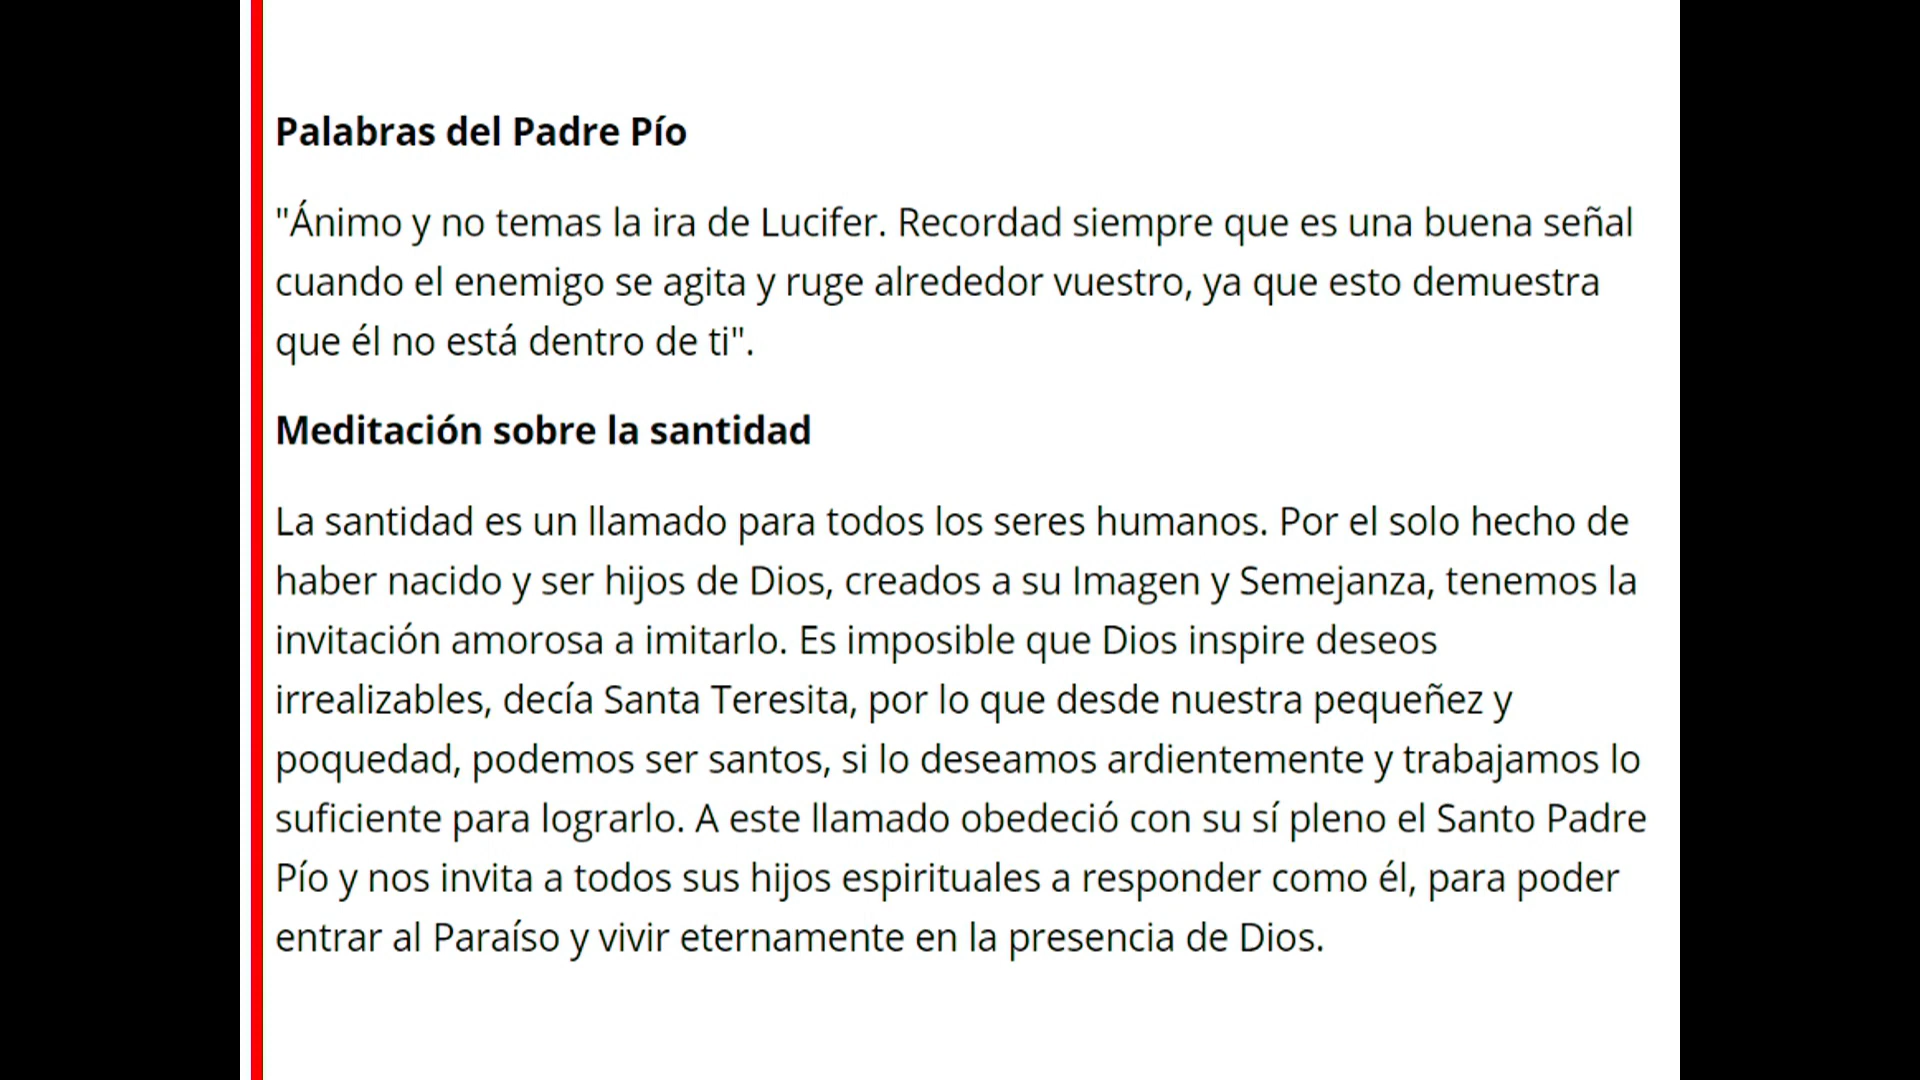 Palabras del Padre Pío
"Ánimo y no temas la ira de Lucifer. Recordad siempre que es una buena señal
cuando el enemigo se agita y ruge alrededor vuestro, ya que esto demuestra
que él no está dentro de ti".
Meditación sobre la santidad
La santidad es un llamado para todos los seres humanos. Por el solo hecho de
haber nacido y ser hijos de Dios, creados a su Imagen y Semejanza, tenemos la
invitación amorosa a imitarlo. Es imposible que Dios inspire deseos
irrealizables, decía Santa Teresita, por lo que desde nuestra pequeñez y
poquedad, podemos ser santos, si lo deseamos ardientemente y trabajamos lo
suficiente para lograrlo. A este llamado obedeció con su sí pleno el Santo Padre
Pío y nos invita a todos sus hijos espirituales a responder como él, para poder
entrar al Paraíso y vivir eternamente en la presencia de Dios.